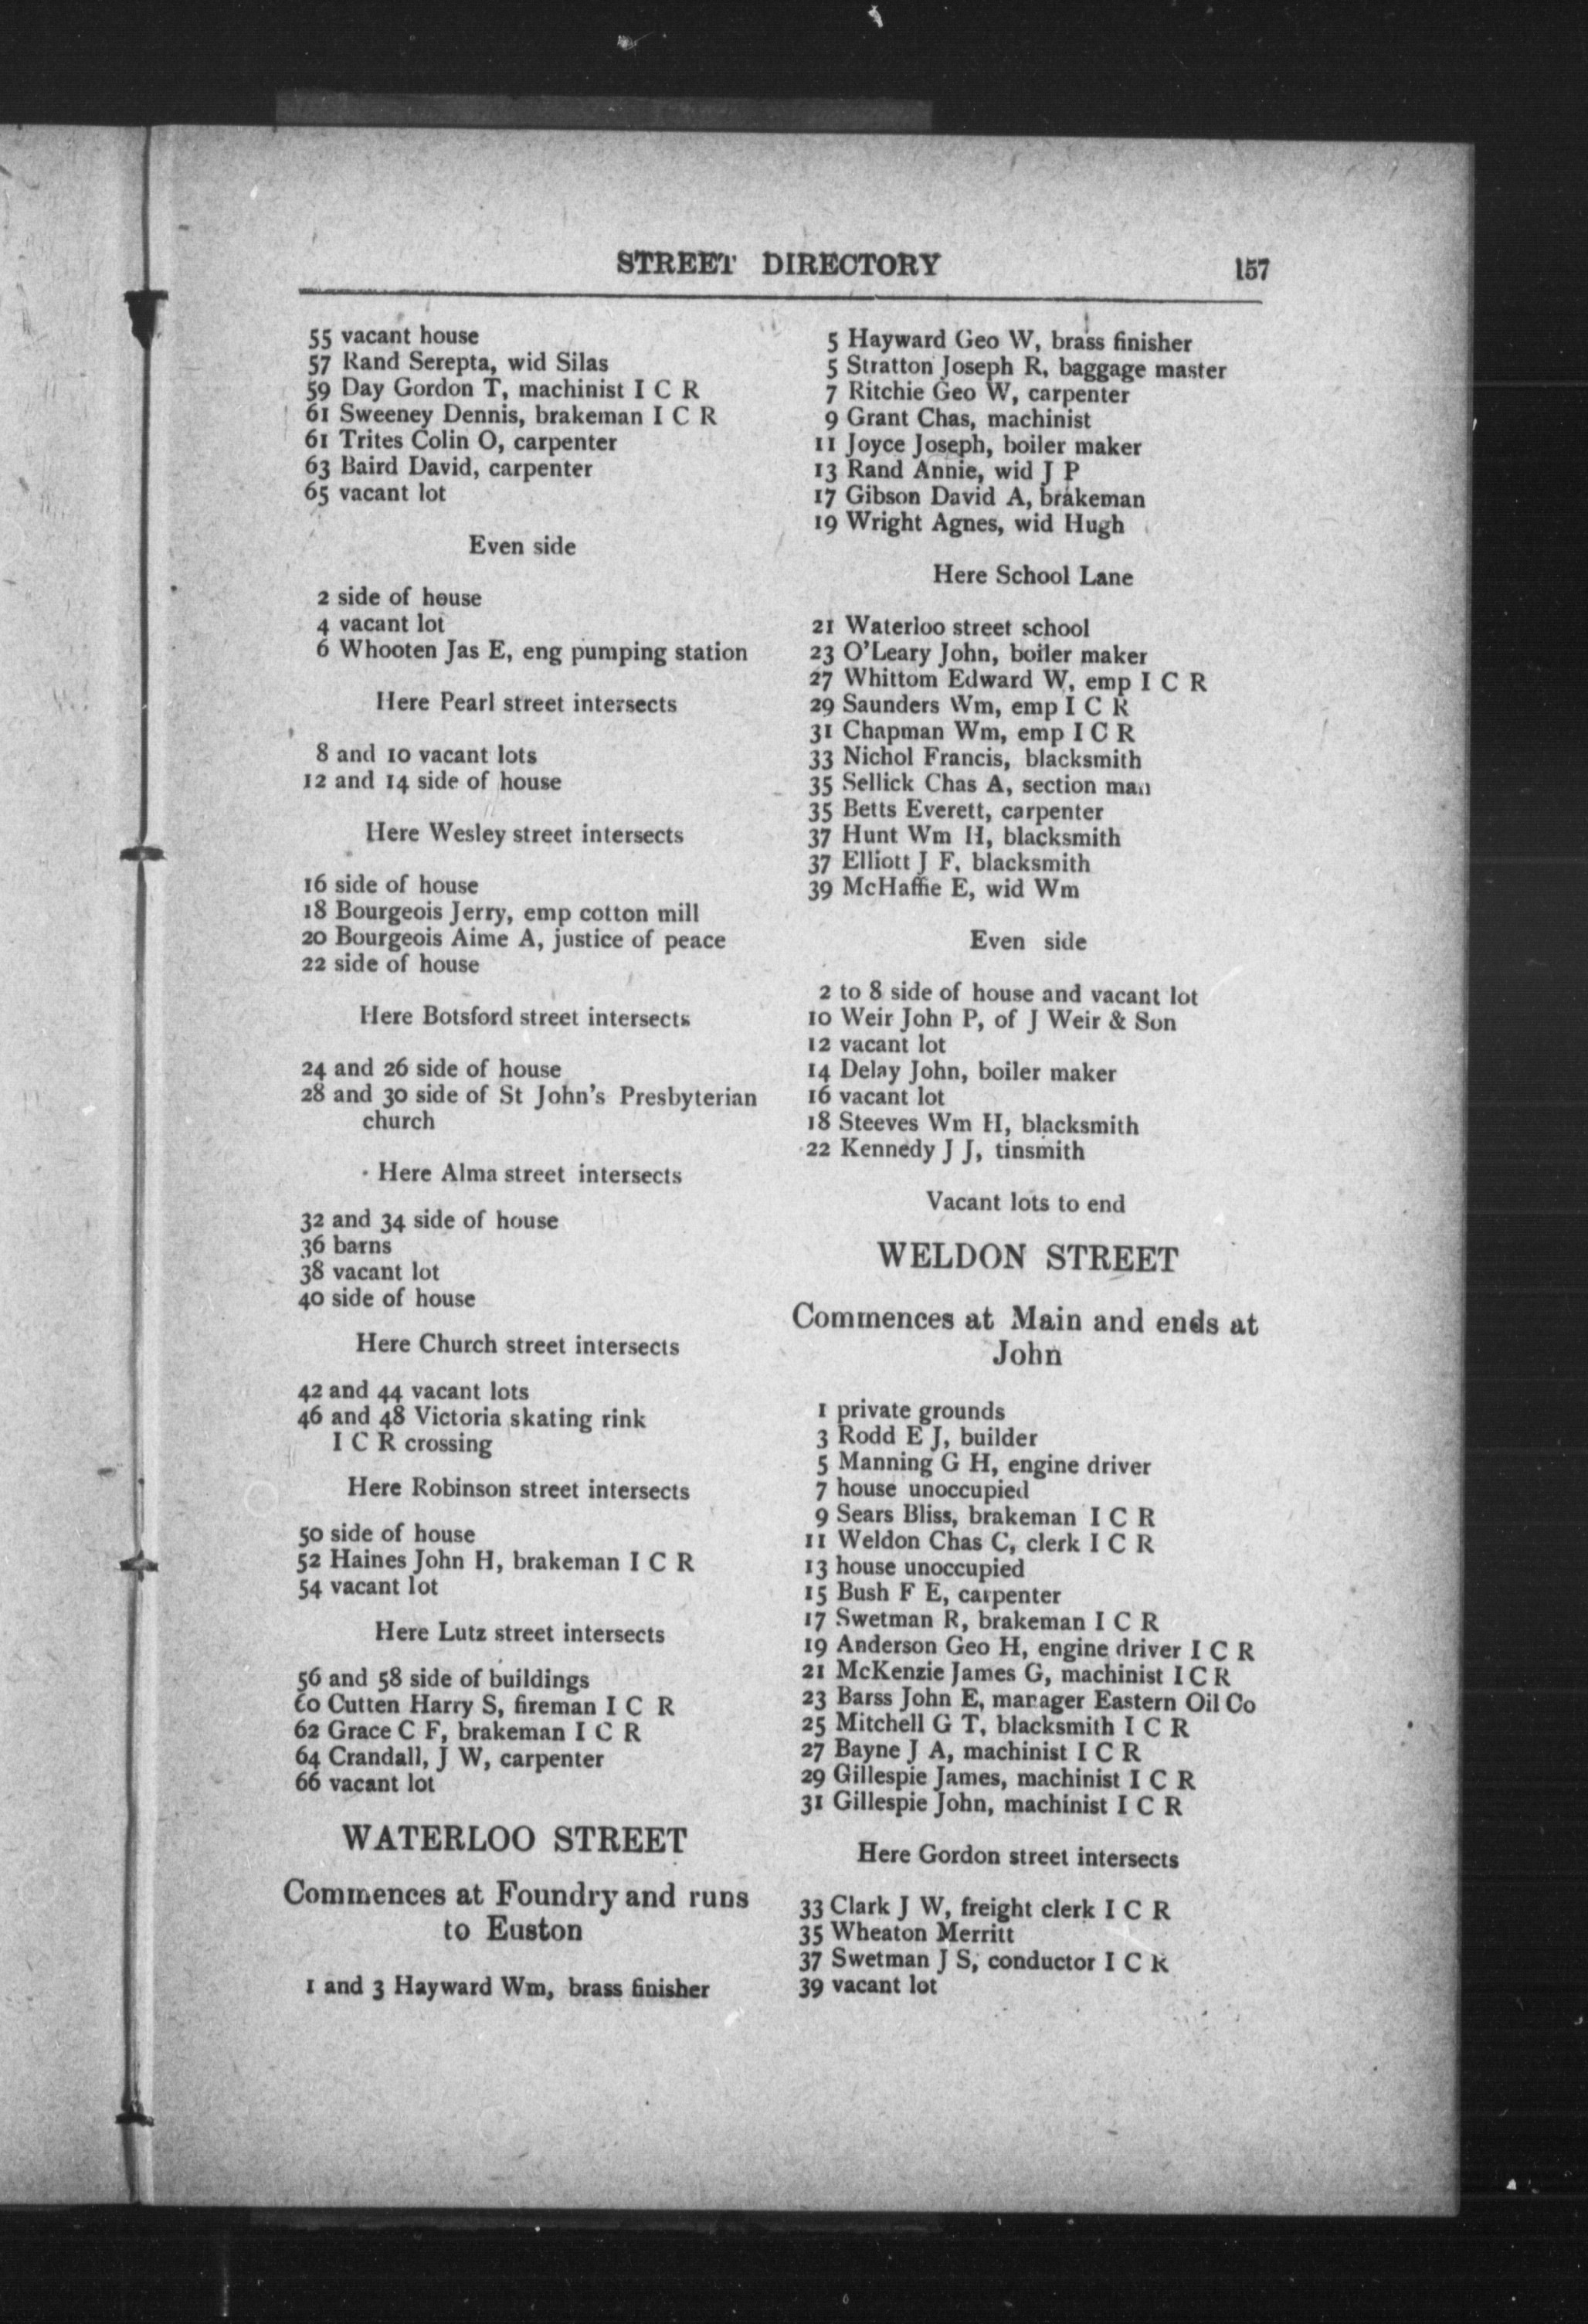 STREET DIRECTORY 157
55 vacant house
57 Rand Serepta, wid Silas
59 Day Gordon T, machinist I C R
61 Sweeney Dennis, brakeman I C R
61 Trites Colin O, carpenter
63 Baird David, carpenter
65 vacant lot
Even side
2 side of house
4 vacant lot
6 Whooten Jas E, eng pumping station
Here Pearl street intersects
8 and 10 vacant lots
12 and 14 side of house
Here Wesley street intersects
16 side of house
18 Bourgeois Jerry, emp cotton mill
20 Bourgeois Aime A, justice of peace
22 side of house
Here Botsford street intersects
24 and 26 side of house
28 and 30 side of St John's Presbyterian
church
Here Alma street intersects
32 and 34 side of house
36 barns
38 vacant lot
40 side of house
Here Church street intersects
42 and 44 vacant lots
46 and 48 Victoria skating rink
I C R crossing
Here Robinson street intersects
50 side of house
52 Haines John H, brakeman I C R
54 vacant lot
Here Lutz street intersects
56 and 58 side of buildings
60 Cutten Harry S, fireman I C R
62 Grace C F, brakeman I C R
64 Crandall, J W, carpenter
66 vacant lot
WATERLOO STREET
Commences at Foundry and runs
to Euston
1 and 3 Hayward Wm, brass finisher
5 Hayward Geo W, brass finisher
5 Stratton Joseph R, baggage master
7 Ritchie Geo W, carpenter
9 Grant Chas, machinist
11 Joyce Joseph, boiler maker
13 Rand Annie, wid J P
17 Gibson David A, brakeman
19 Wright Agnes, wid Hugh
Here School Lane
21 Waterloo street school
23 O'Leary John, boiler maker
27 Whittom Edward W, emp I C R
29 Saunders Wm, emp I C R
31 Chapman Wm, emp I C R
33 Nichol Francis, blacksmith
35 Sellick Chas A, section man
35 Betts Everett, carpenter
37 Hunt Wm H, blacksmith
37 Elliott J F, blacksmith
39 McHaffie E, wid Wm
Even side
2 to 8 side of house and vacant lot
10 Weir John P, of J Weir & Son
12 vacant lot
14 Delay John, boiler maker
16 vacant lot
18 Steeves Wm H, blacksmith
22 Kennedy J J, tinsmith
Vacant lots to end
WELDON STREET
Commences at Main and ends at
John
1 private grounds
3 Rodd E J, builder
5 Manning G H, engine driver
7 house unoccupied
9 Sears Bliss, brakeman I C R
11 Weldon Chas C, clerk I C R
13 house unoccupied
15 Bush F E, carpenter
17 Swetman R, brakeman I C R
19 Anderson Geo H, engine driver I C R
21 McKenzie James G, machinist I C R
23 Barss John E, manager Eastern Oil Co
25 Mitchell G T, blacksmith I C R
27 Bayne J A, machinist I C R
29 Gillespie James, machinist I C R
31 Gillespie John, machinist I C R
Here Gordon street intersects
33 Clark J W, freight clerk I C R
35 Wheaton Merritt
37 Swetman J S, conductor I C R
39 vacant lot